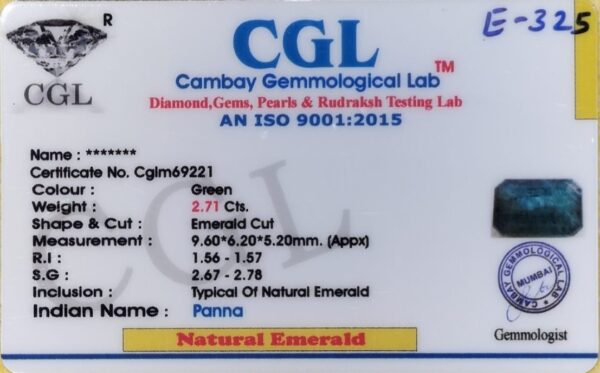 E-325
R
CGL
CGL
TM
Cambay Gemmological Lab
Diamond,Gems, Pearls & Rudraksh Testing Lab
AN ISO 9001:2015
Name : *******
Certificate No. Cglm69221
Colour : Green
Weight : 2.71 Cts.
Shape & Cut : Emerald Cut
Measurement : 9.60*6.20*5.20mm. (Appx)
R.I : 1.56 - 1.57
S.G : 2.67 - 2.78
Inclusion : Typical Of Natural Emerald
Indian Name : Panna
CGL
CAMBAY GEMMOLOGICAL LAB
MUMBAI
Gemmologist
Natural Emerald